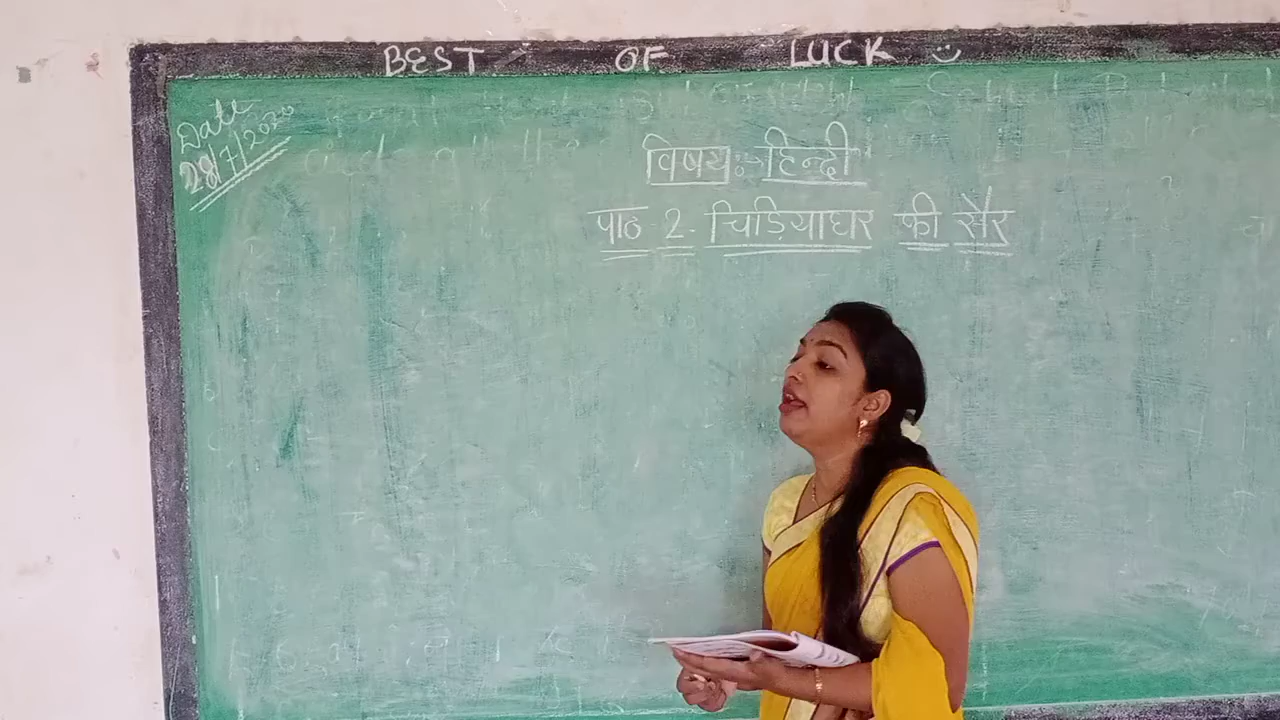 BEST OF LUCK
Date
28/7/2020
विषय:- हिन्दी
पाठ 2. चिड़ियाघर की सैर